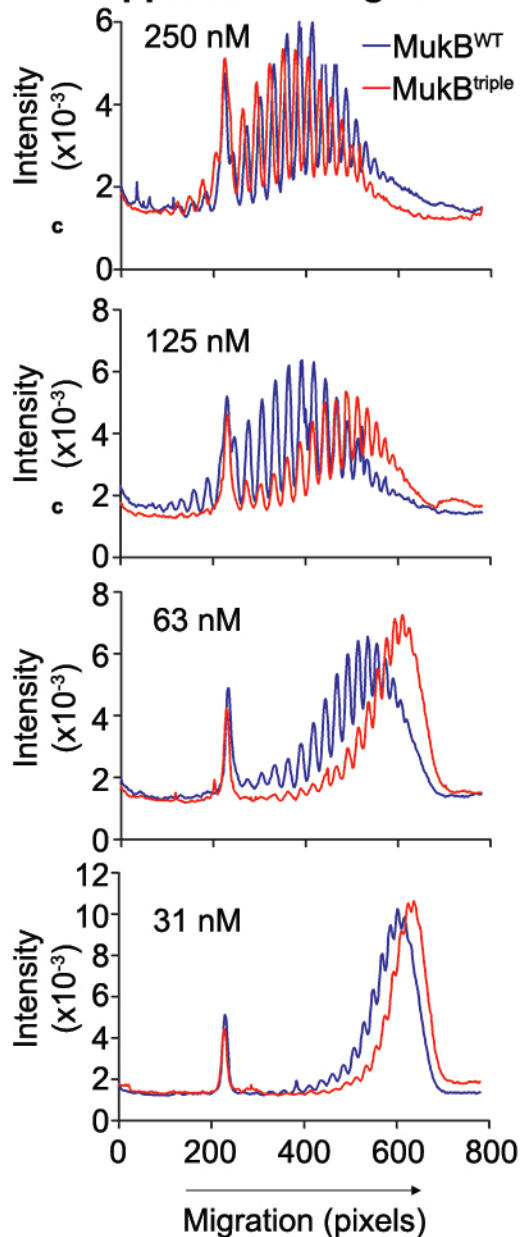 250 nM
MukB^WT
MukB^triple
Intensity
(x10^-3)
c
6
4
2
0
125 nM
Intensity
(x10^-3)
c
8
6
4
2
0
63 nM
Intensity
(x10^-3)
8
6
4
2
0
31 nM
Intensity
(x10^-3)
12
10
8
6
4
2
0
0 200 400 600 800
Migration (pixels)